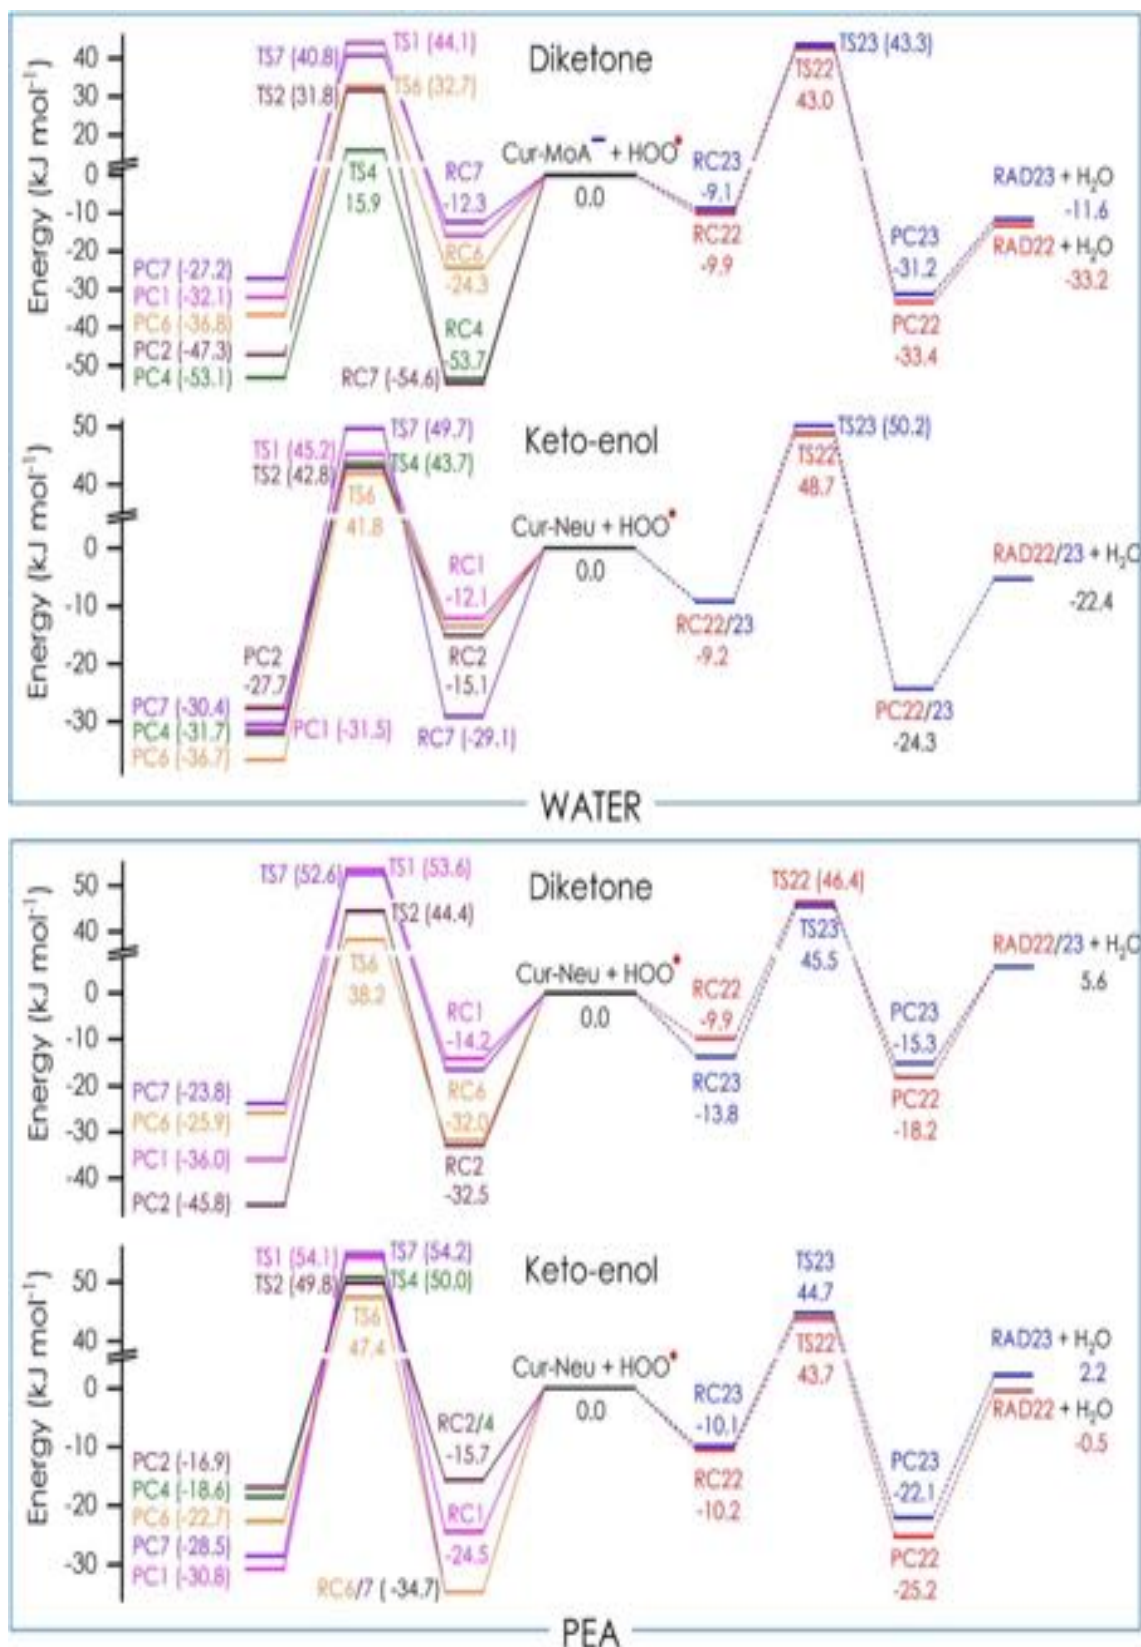 Energy (kJ mol⁻¹)
40
30
20
0
-10
-20
-30
-40
-50
Diketone
TS1 (44.1)
TS7 (40.8)
TS6 (32.7)
TS2 (31.8)
TS4
15.9
RC7
-12.3
RC6
-24.3
RC4
-53.7
RC7 (-54.6)
PC7 (-27.2)
PC1 (-32.1)
PC6 (-36.8)
PC2 (-47.3)
PC4 (-53.1)
Cur-MoA⁻ + HOO•
0.0
RC23
-9.1
RC22
-9.9
TS23 (43.3)
TS22
43.0
PC23
-31.2
PC22
-33.4
RAD23 + H₂O
-11.6
RAD22 + H₂O
-33.2
Energy (kJ mol⁻¹)
50
40
0
-10
-20
-30
Keto-enol
TS7 (49.7)
TS1 (45.2)
TS4 (43.7)
TS2 (42.8)
TS6
41.8
RC1
-12.1
RC2
-15.1
RC7 (-29.1)
PC2
-27.7
PC7 (-30.4)
PC1 (-31.5)
PC4 (-31.7)
PC6 (-36.7)
Cur-Neu + HOO•
0.0
RC22/23
-9.2
TS23 (50.2)
TS22
48.7
PC22/23
-24.3
RAD22/23 + H₂O
-22.4
WATER
Energy (kJ mol⁻¹)
50
40
0
-10
-20
-30
-40
Diketone
TS1 (53.6)
TS7 (52.6)
TS2 (44.4)
TS6
38.2
RC1
-14.2
RC6
-32.0
RC2
-32.5
PC7 (-23.8)
PC6 (-25.9)
PC1 (-36.0)
PC2 (-45.8)
Cur-Neu + HOO•
0.0
RC22
-9.9
RC23
-13.8
TS22 (46.4)
TS23
45.5
PC23
-15.3
PC22
-18.2
RAD22/23 + H₂O
5.6
Energy (kJ mol⁻¹)
50
40
0
-10
-20
-30
Keto-enol
TS1 (54.1)
TS7 (54.2)
TS2 (49.8)
TS4 (50.0)
TS6
47.4
RC2/4
-15.7
RC1
-24.5
RC6/7 ( -34.7)
PC2 (-16.9)
PC4 (-18.6)
PC6 (-22.7)
PC7 (-28.5)
PC1 (-30.8)
Cur-Neu + HOO•
0.0
RC23
-10.1
RC22
-10.2
TS23
44.7
TS22
43.7
PC23
-22.1
PC22
-25.2
RAD23 + H₂O
2.2
RAD22 + H₂O
-0.5
PEA